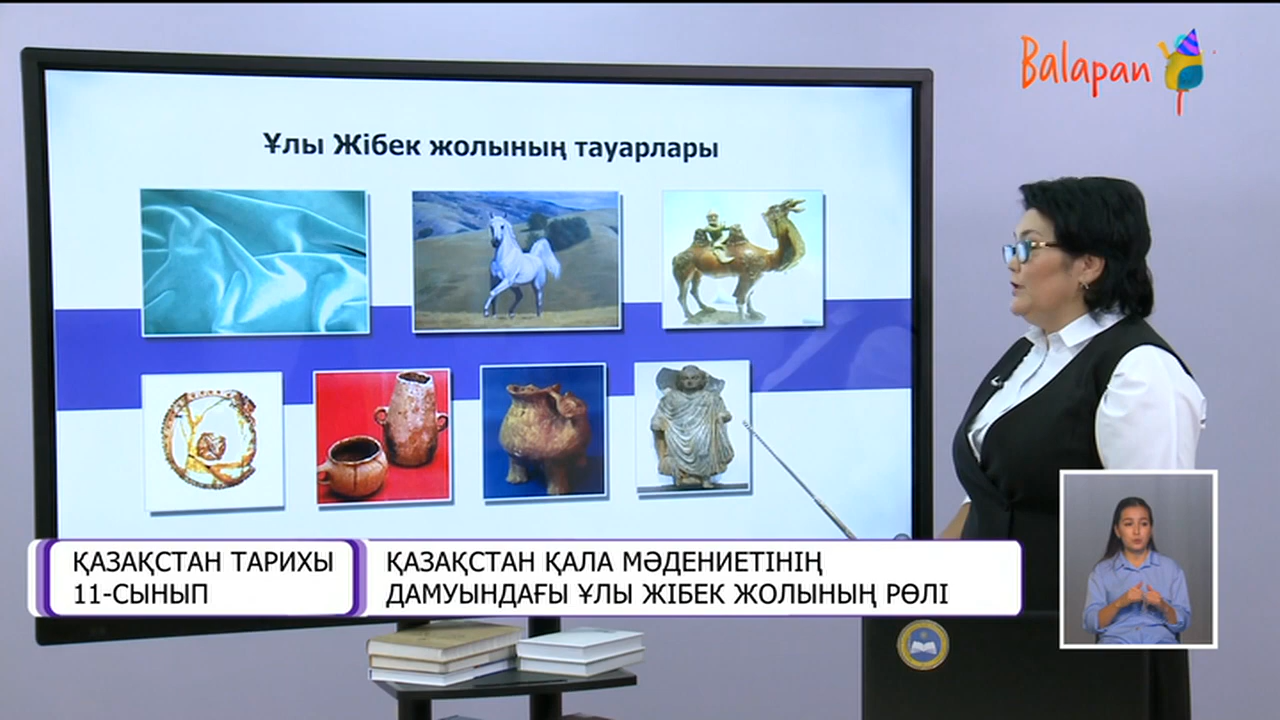 Balapan
Ұлы Жібек жолының тауарлары
ҚАЗАҚСТАН ТАРИХЫ
11-СЫНЫП
ҚАЗАҚСТАН ҚАЛА МӘДЕНИЕТІНІҢ
ДАМУЫНДАҒЫ ҰЛЫ ЖІБЕК ЖОЛЫНЫҢ РӨЛІ